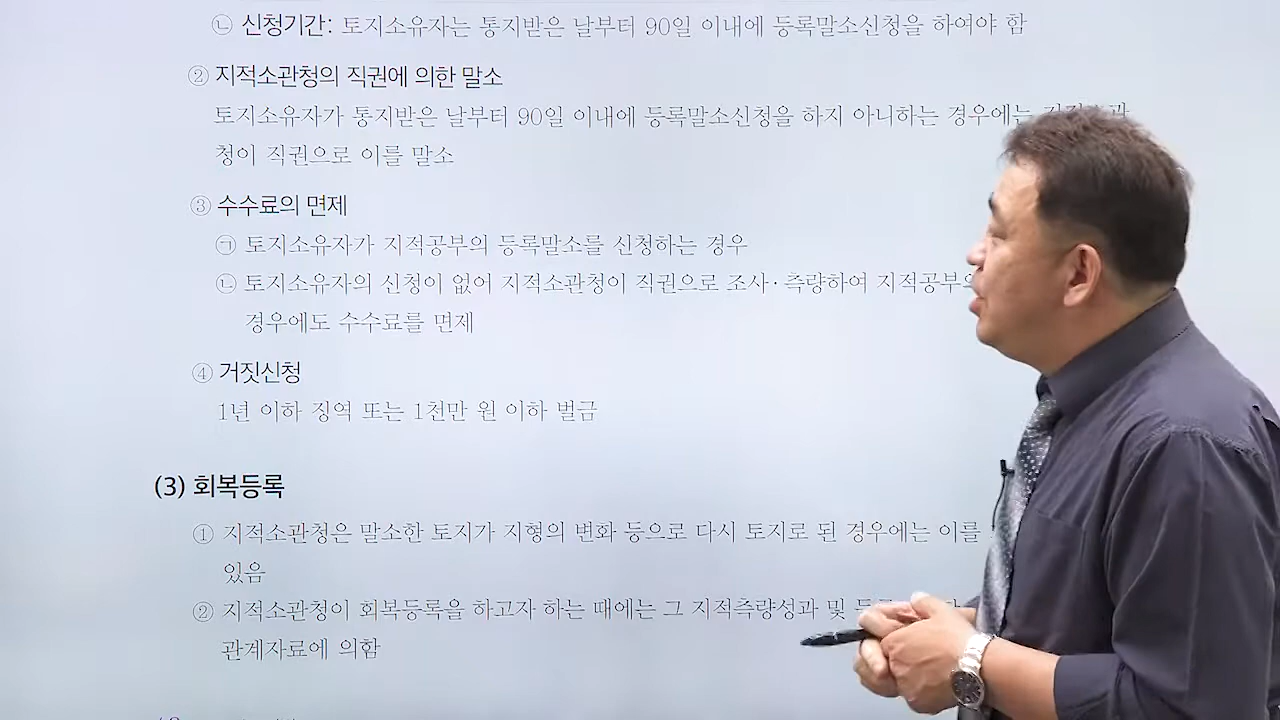 ㉡ 신청기간: 토지소유자는 통지받은 날부터 90일 이내에 등록말소신청을 하여야 함
② 지적소관청의 직권에 의한 말소
토지소유자가 통지받은 날부터 90일 이내에 등록말소신청을 하지 아니하는 경우에는
청이 직권으로 이를 말소
③ 수수료의 면제
㉠ 토지소유자가 지적공부의 등록말소를 신청하는 경우
㉡ 토지소유자의 신청이 없어 지적소관청이 직권으로 조사·측량하여 지적공부의
경우에도 수수료를 면제
④ 거짓신청
1년 이하 징역 또는 1천만 원 이하 벌금
(3) 회복등록
① 지적소관청은 말소한 토지가 지형의 변화 등으로 다시 토지로 된 경우에는 이를
있음
② 지적소관청이 회복등록을 하고자 하는 때에는 그 지적측량성과 및
관계자료에 의함